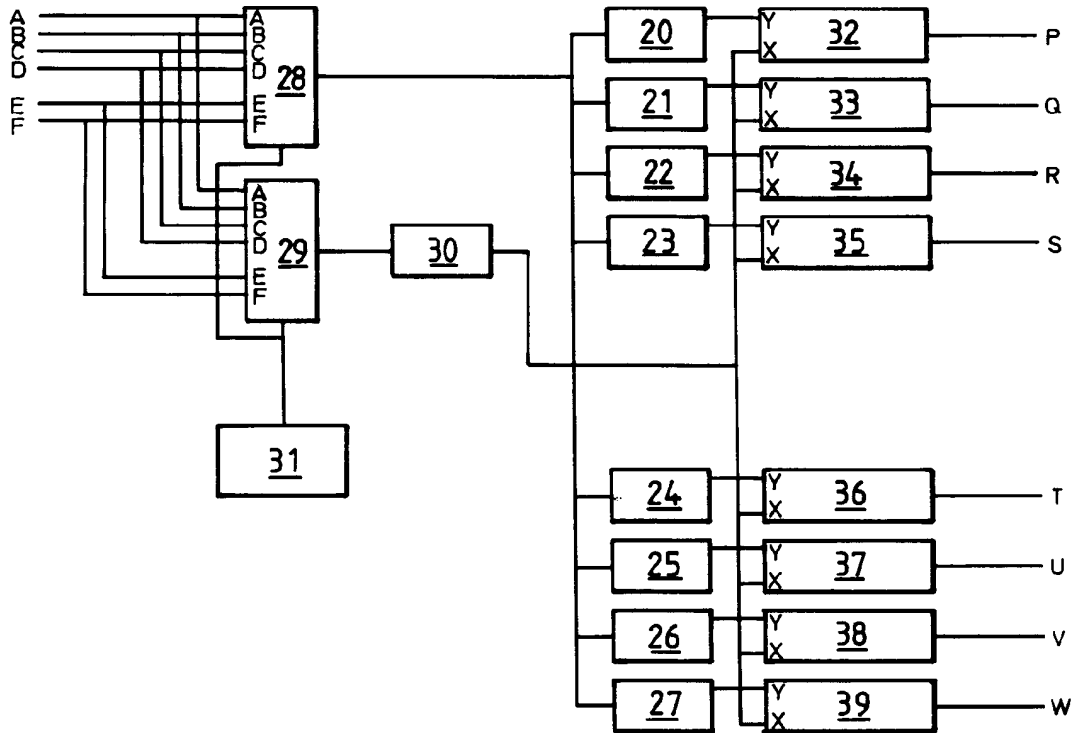 A A 20 Y 32 P
B B X
C C
D D 28 21 Y 33 Q
E E X
F F 22 Y 34 R
X
A 23 Y 35 S
B X
C 29 30
D
E
F
31
24 Y 36 T
X
25 Y 37 U
X
26 Y 38 V
X
27 Y 39 W
X